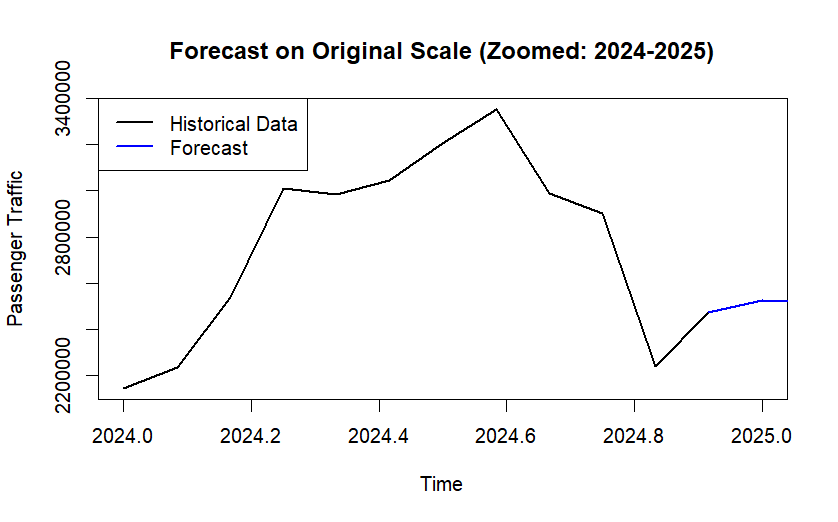 Forecast on Original Scale (Zoomed: 2024-2025)
Historical Data
Forecast
Passenger Traffic
3400000
2800000
2200000
2024.0 2024.2 2024.4 2024.6 2024.8 2025.0
Time